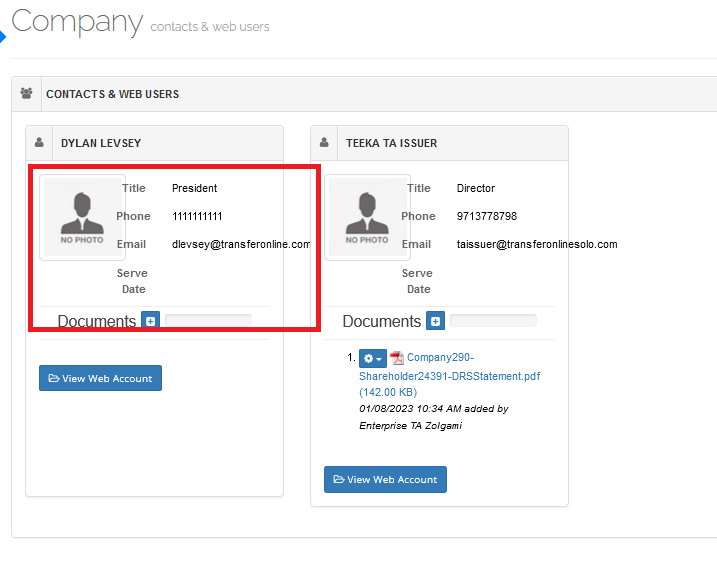 Company contacts & web users
CONTACTS & WEB USERS
DYLAN LEVSEY
NO PHOTO
Title President
Phone 1111111111
Email dlevsey@transferonline.com
Serve
Date
Documents
View Web Account
TEEKA TA ISSUER
NO PHOTO
Title Director
Phone 9713778798
Email taissuer@transferonlinesolo.com
Serve
Date
Documents
1. Company290-
Shareholder24391-DRSStatement.pdf
(142.00 KB)
01/08/2023 10:34 AM added by
Enterprise TA Zolgami
View Web Account